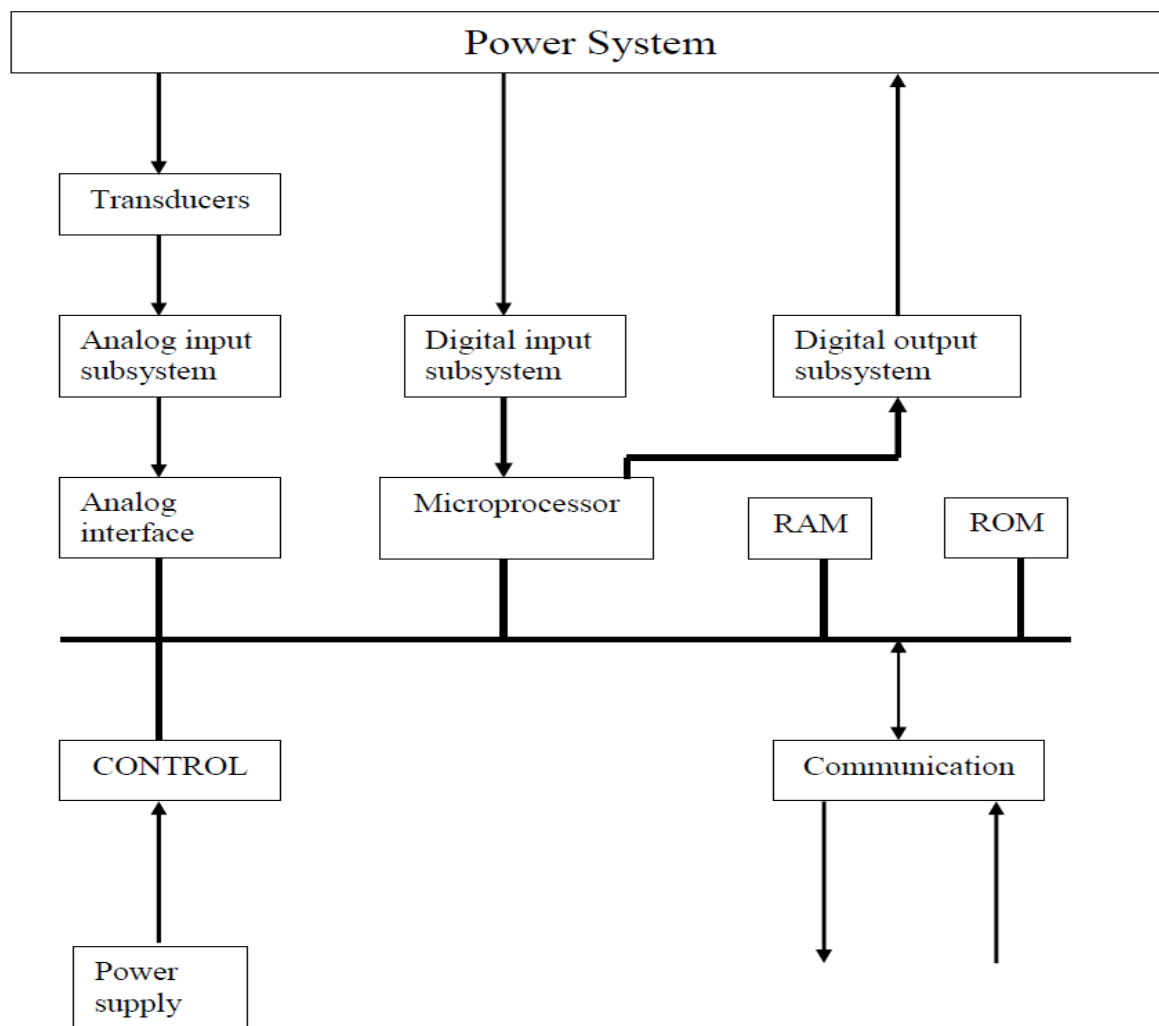 Power System
Transducers
Analog input
subsystem
Digital input
subsystem
Digital output
subsystem
Analog
interface
Microprocessor
RAM
ROM
CONTROL
Communication
Power
supply